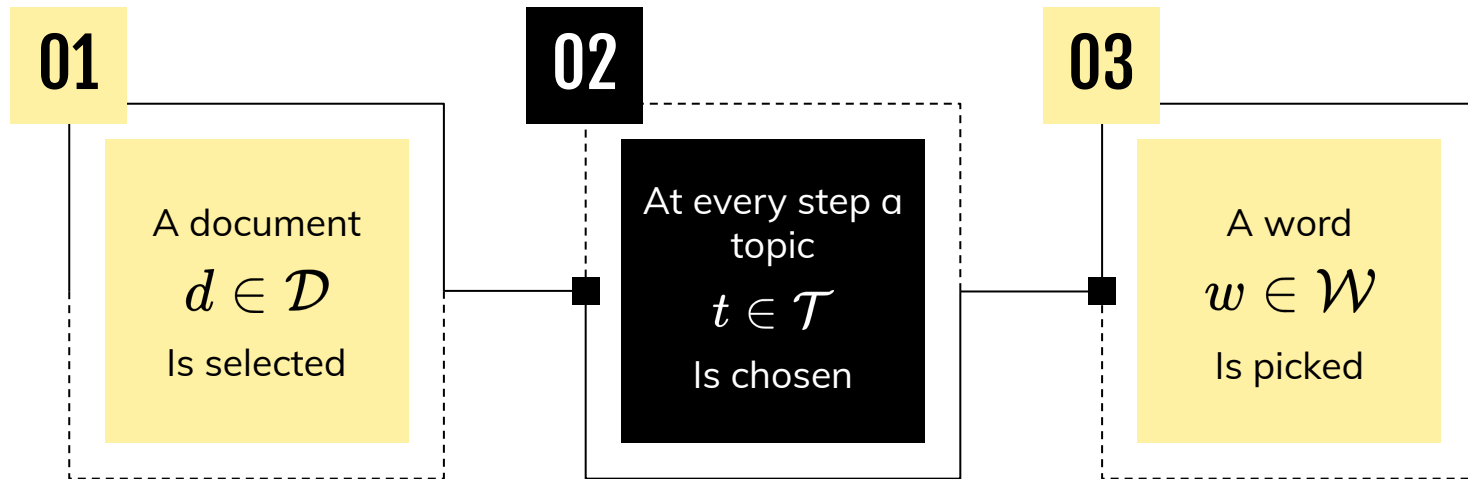 01
A document
d ∈ 𝒟
Is selected
02
At every step a
topic
t ∈ 𝒯
Is chosen
03
A word
w ∈ 𝒲
Is picked